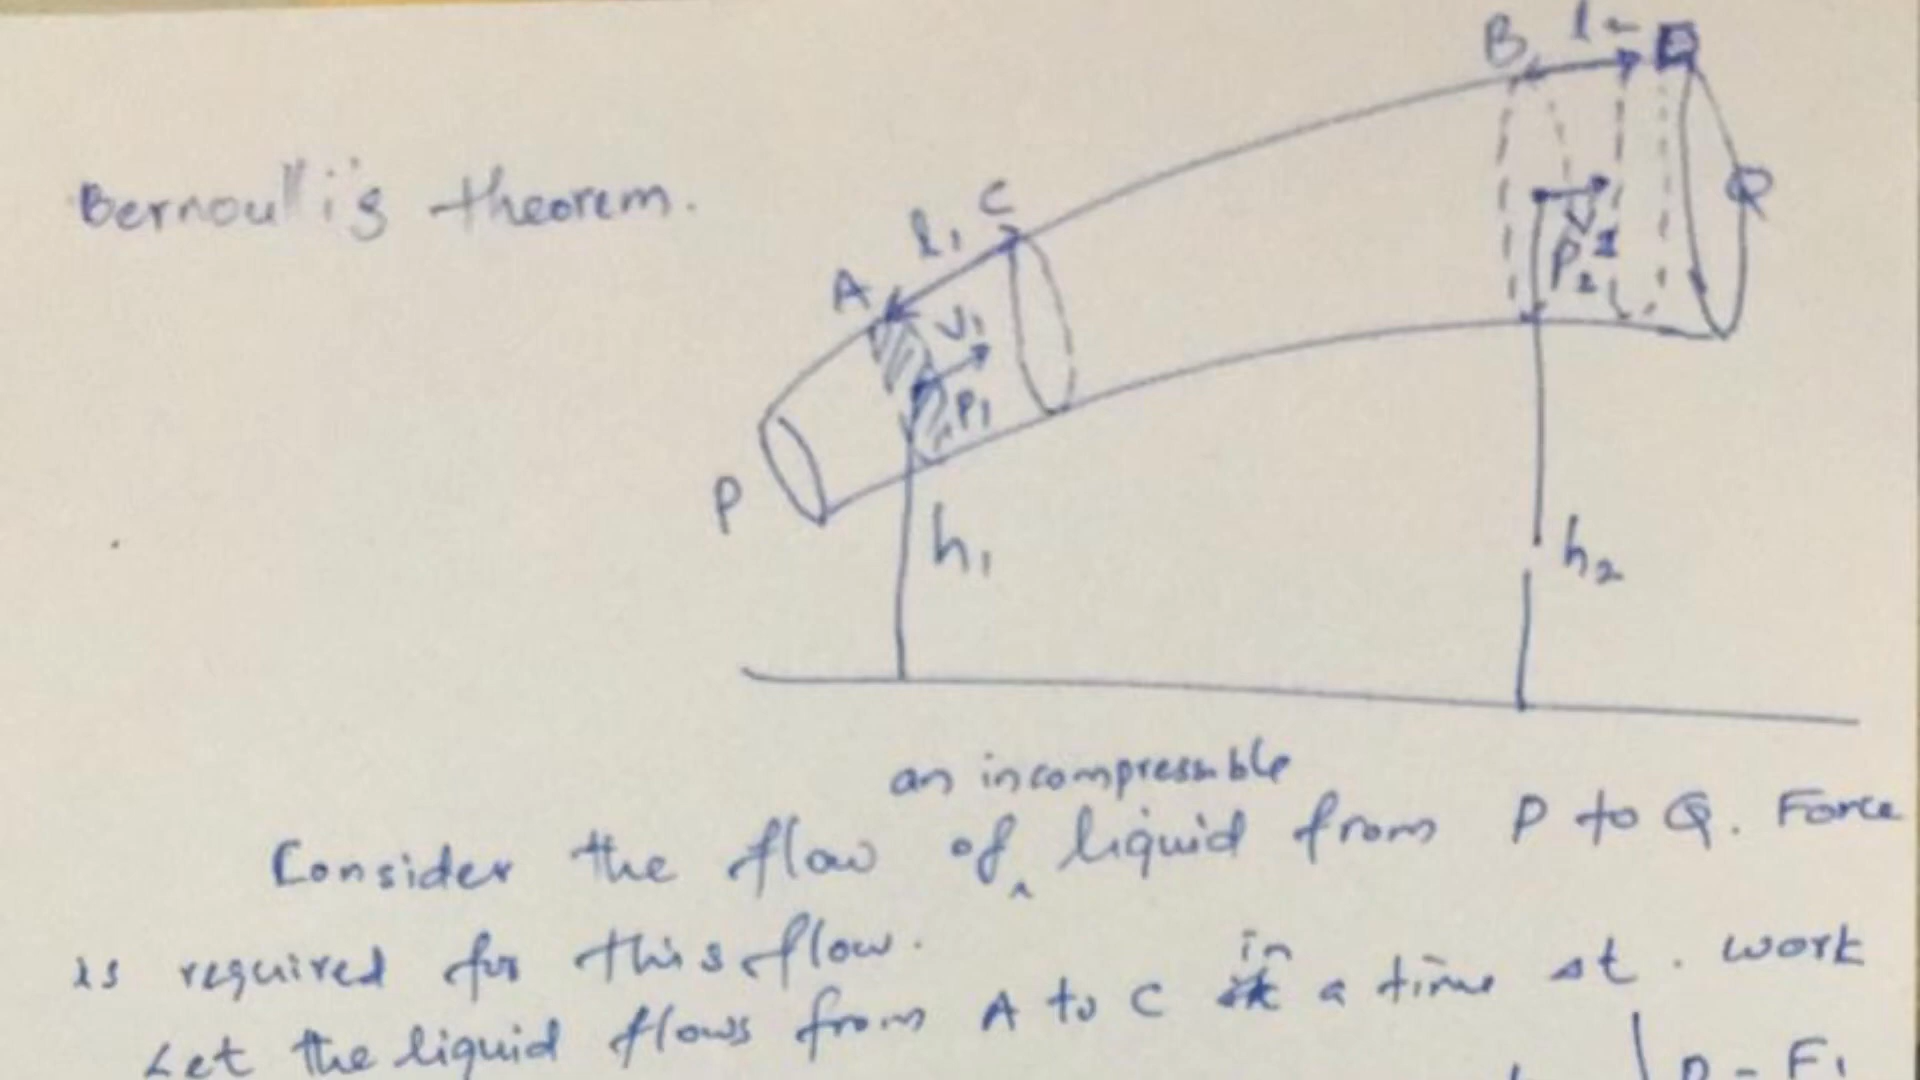 Bernoulli's theorem.
B l2 D
Q
V2
P2
C
l1
A
V1
P1
P
h1
h2
an incompressible
Consider the flow of ^ liquid from P to Q. Force
is required for this flow.
in
Let the liquid flows from A to C a time Δt. work
P = F1